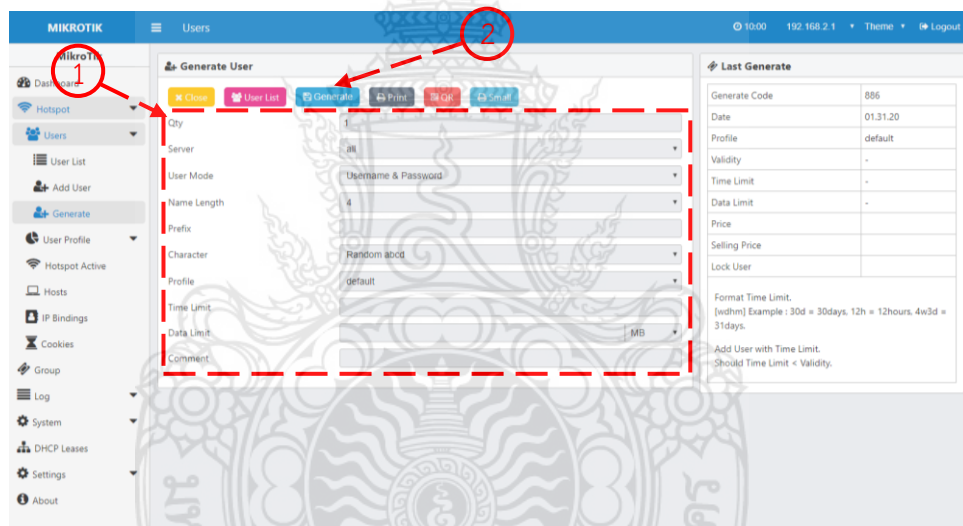 MIKROTIK
Users
10:00 192.168.2.1 Theme Logout
MikroTik
1
2
Dashboard
Hotspot
Users
User List
Add User
Generate
User Profile
Hotspot Active
Hosts
IP Bindings
Cookies
Group
Log
System
DHCP Leases
Settings
About
Generate User
Close User List Generate Print QR Small
Qty 1
Server all
User Mode Username & Password
Name Length 4
Prefix
Character Random abcd
Profile default
Time Limit
Data Limit MB
Comment
Last Generate
Generate Code 886
Date 01.31.20
Profile default
Validity -
Time Limit -
Data Limit -
Price
Selling Price
Lock User
Format Time Limit.
[wdhm] Example : 30d = 30days, 12h = 12hours, 4w3d =
31days.
Add User with Time Limit.
Should Time Limit < Validity.